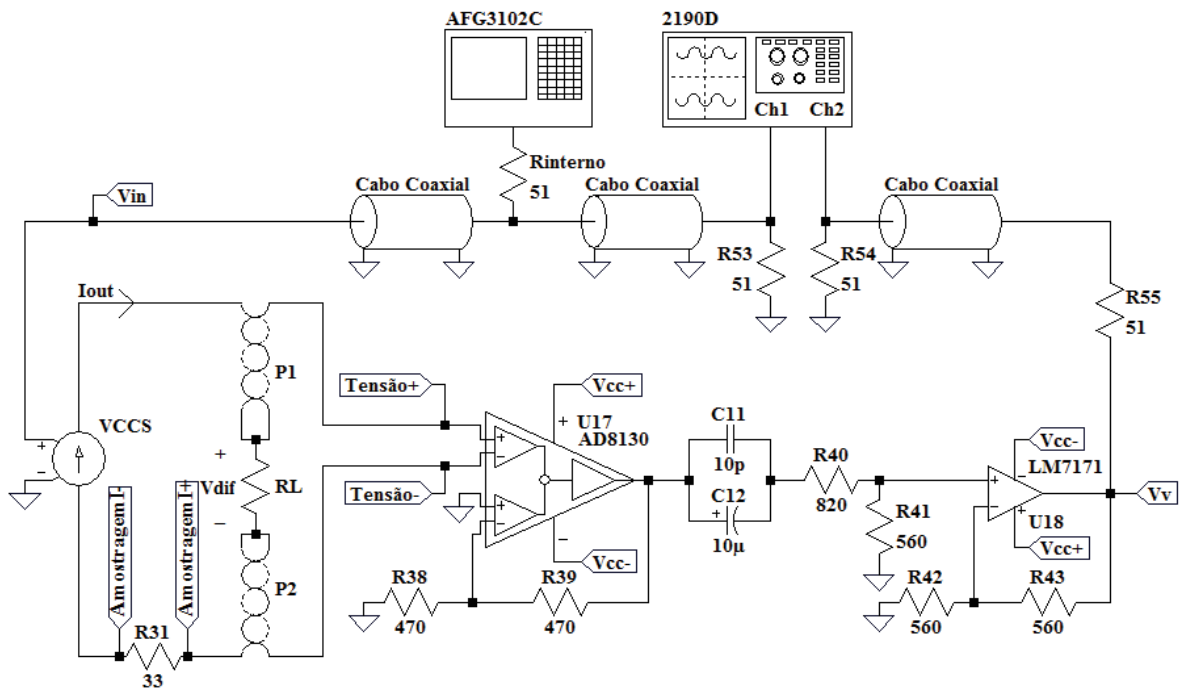 AFG3102C
2190D
Ch1 Ch2
Rinterno
51
Cabo Coaxial
Cabo Coaxial
Cabo Coaxial
Vin
R53
51
R54
51
R55
51
Iout
P1
VCCS
+
−
+
Vdif
−
RL
P2
Amostragem I-
Amostragem I+
R31
33
Tensão+
Tensão-
Vcc+
+
U17
AD8130
+
−
+
−
−
Vcc-
R38
470
R39
470
C11
10p
C12
+
10µ
R40
820
R41
560
Vcc-
−
LM7171
+
−
+
U18
Vcc+
Vv
R42
560
R43
560